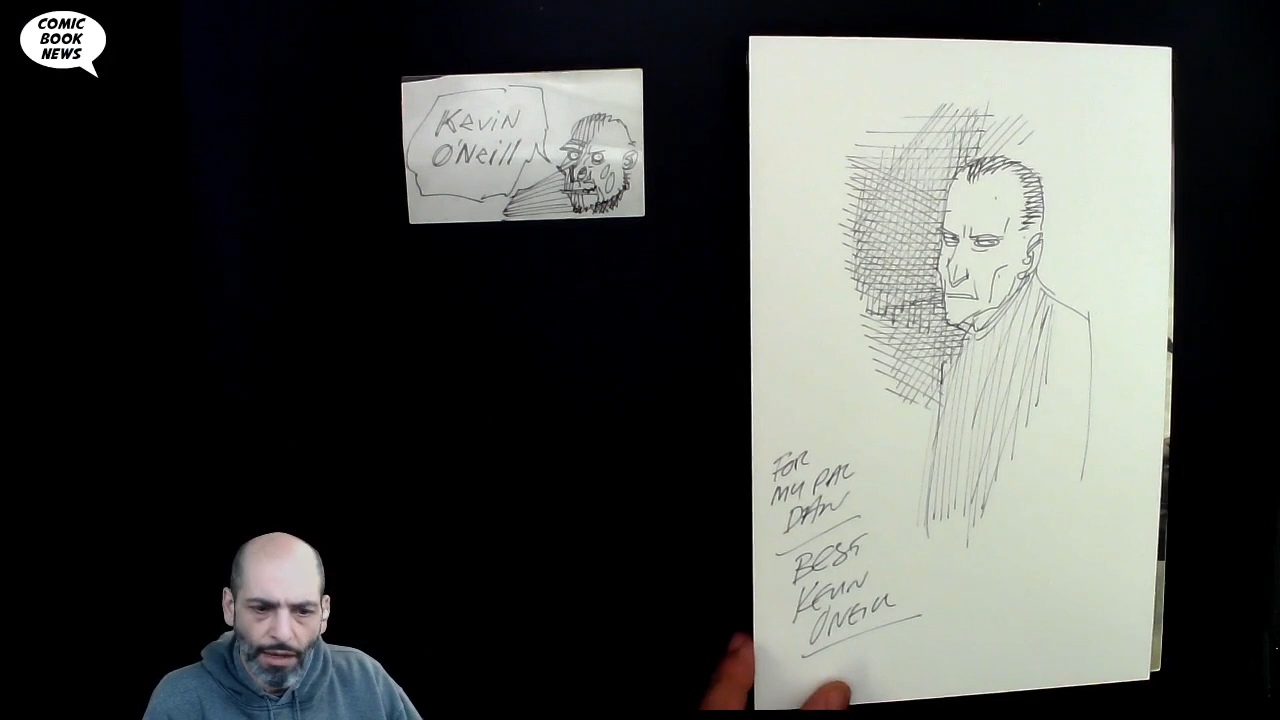 COMIC
BOOK
NEWS
Kevin
O'Neill
FOR
MY PAL
DAN
BEST
KEVIN
O'NEILL